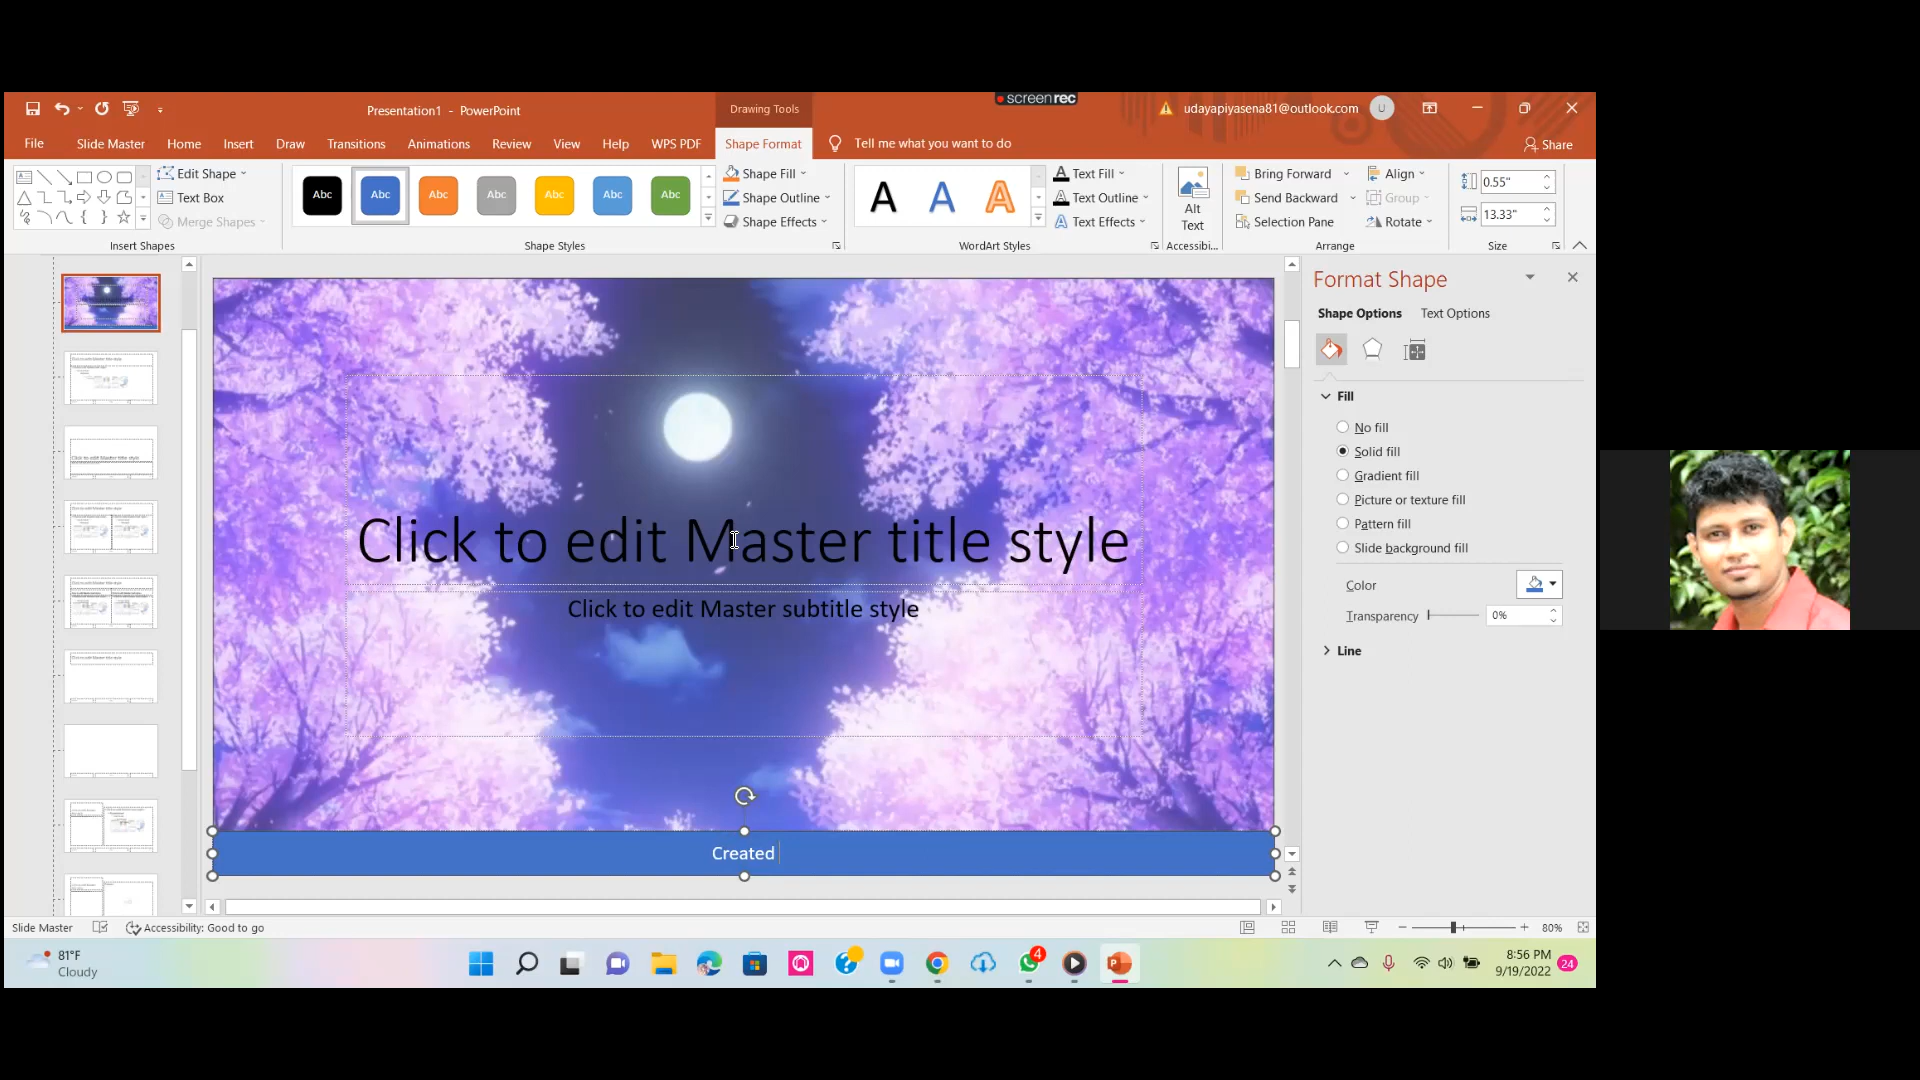 Presentation1 - PowerPoint
Drawing Tools
screenrec
udayapiyasena81@outlook.com
U
File
Slide Master
Home
Insert
Draw
Transitions
Animations
Review
View
Help
WPS PDF
Shape Format
Tell me what you want to do
Share
Edit Shape
Text Box
Merge Shapes
Insert Shapes
Abc
Abc
Abc
Abc
Abc
Abc
Abc
Shape Styles
Shape Fill
Shape Outline
Shape Effects
A
A
A
WordArt Styles
Text Fill
Text Outline
Text Effects
Alt
Text
Accessibi...
Bring Forward
Send Backward
Selection Pane
Align
Group
Rotate
Arrange
0.55"
13.33"
Size
Click to edit Master title style
Click to edit Master subtitle style
Created
Format Shape
Shape Options
Text Options
Fill
No fill
Solid fill
Gradient fill
Picture or texture fill
Pattern fill
Slide background fill
Color
Transparency
0%
Line
Slide Master
Accessibility: Good to go
80%
81°F
Cloudy
4
8:56 PM
9/19/2022
24